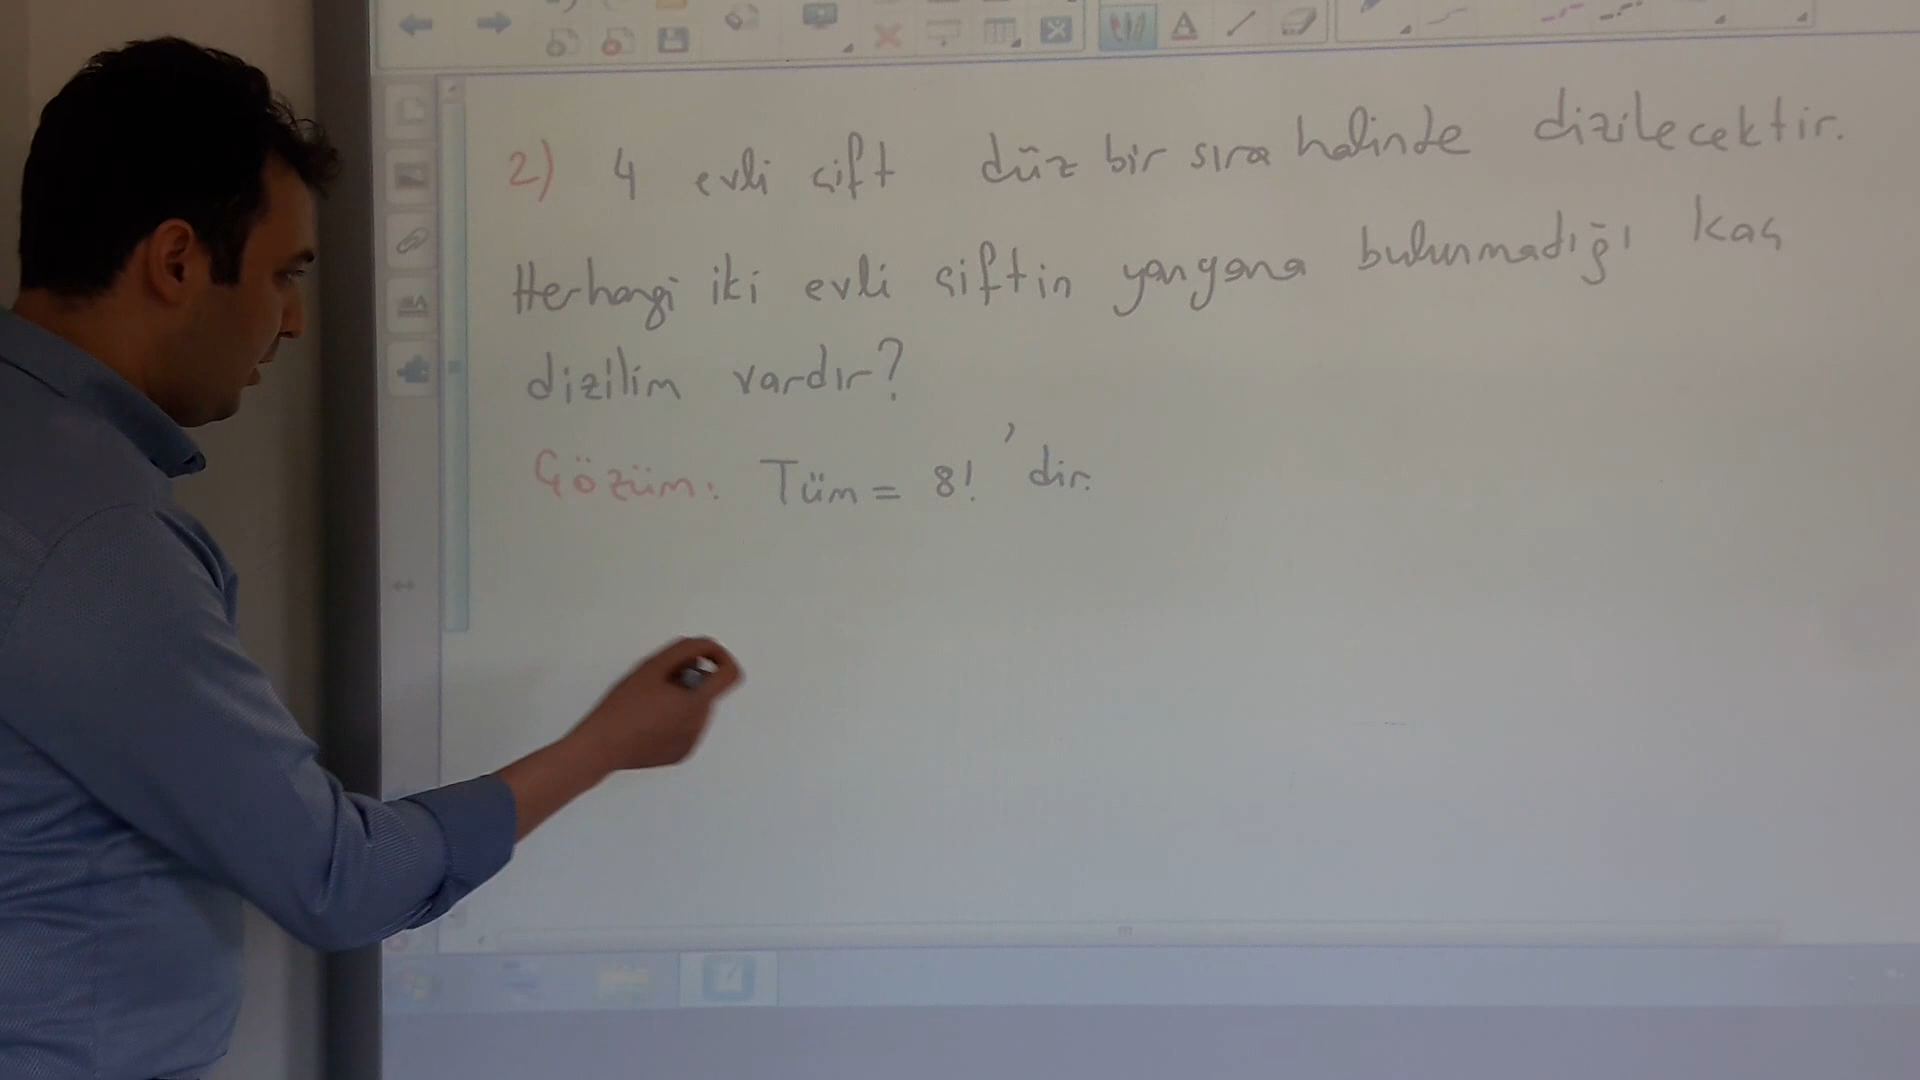 2) 4 evli çift düz bir sıra halinde dizilecektir.
Herhangi iki evli çiftin yanyana bulunmadığı kaç
dizilim vardır?
Çözüm: Tüm = 8! 'dir.